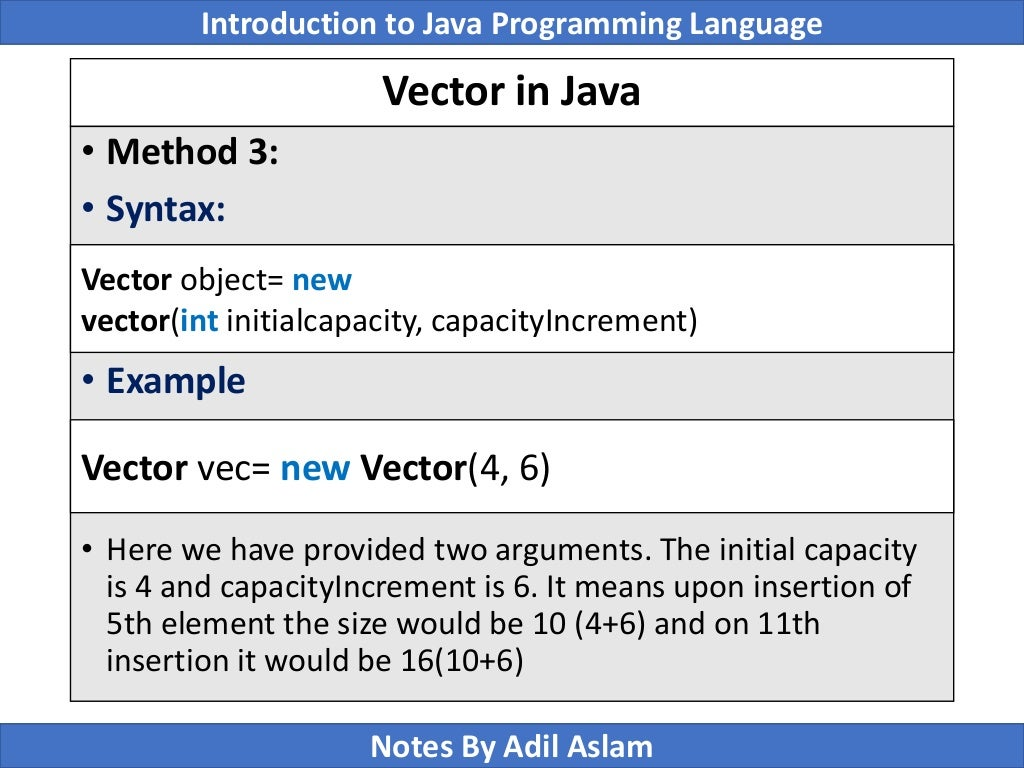 Introduction to Java Programming Language
Vector in Java
• Method 3:
• Syntax:
Vector object= new
vector(int initialcapacity, capacityIncrement)
• Example
Vector vec= new Vector(4, 6)
• Here we have provided two arguments. The initial capacity
is 4 and capacityIncrement is 6. It means upon insertion of
5th element the size would be 10 (4+6) and on 11th
insertion it would be 16(10+6)
Notes By Adil Aslam